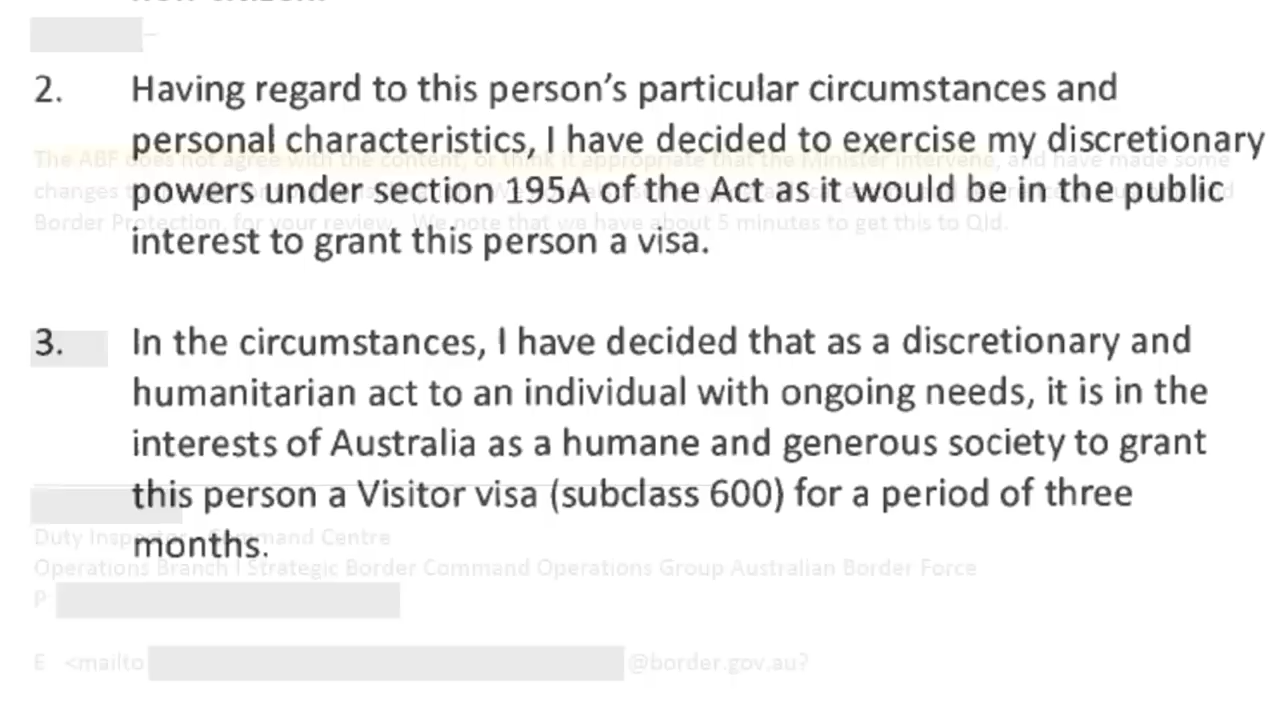 2. Having regard to this person's particular circumstances and
personal characteristics, I have decided to exercise my discretionary
The ABF does not agree with the content, or think it appropriate that the Minister intervene, and have made some
powers under section 195A of the Act as it would be in the public
changes
Border Protection, for your review. We note that we have about 5 minutes to get this to Qld.
interest to grant this person a visa.
3. In the circumstances, I have decided that as a discretionary and
humanitarian act to an individual with ongoing needs, it is in the
interests of Australia as a humane and generous society to grant
this person a Visitor visa (subclass 600) for a period of three
Duty Inspector Command Centre
months.
Operations Branch | Strategic Border Command Operations Group Australian Border Force
P
E <mailto @border.gov.au?